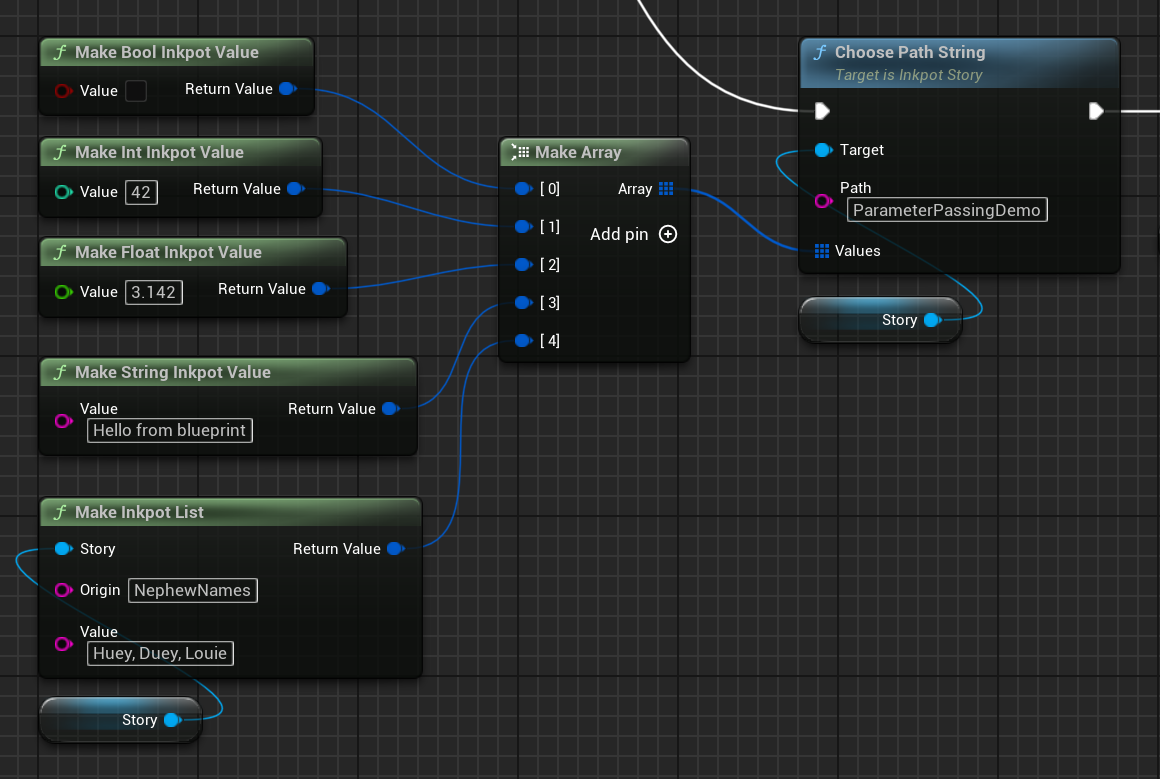 Make Bool Inkpot Value
Value
Return Value
Make Int Inkpot Value
Value 42
Return Value
Make Float Inkpot Value
Value 3.142
Return Value
Make String Inkpot Value
Value
Return Value
Hello from blueprint
Make Inkpot List
Story
Return Value
Origin NephewNames
Value
Huey, Duey, Louie
Story
Make Array
[ 0]
Array
[ 1]
Add pin
[ 2]
[ 3]
[ 4]
Choose Path String
Target is Inkpot Story
Target
Path
ParameterPassingDemo
Values
Story